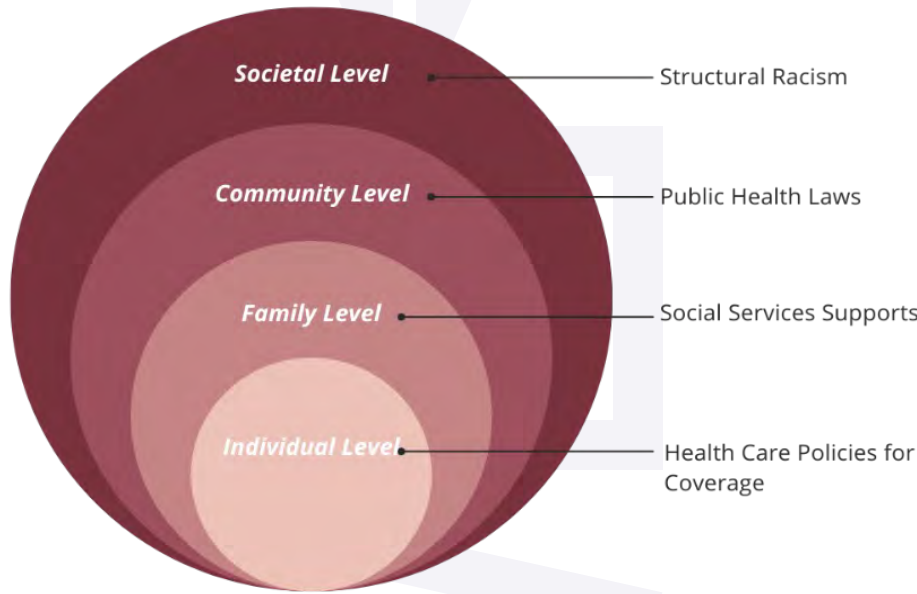 Societal Level
Structural Racism
Community Level
Public Health Laws
Family Level
Social Services Supports
Individual Level
Health Care Policies for
Coverage